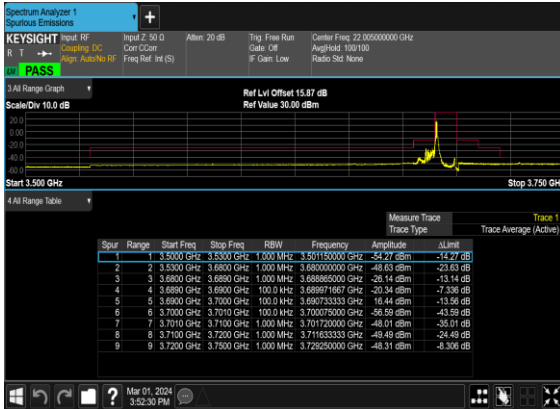 Spectrum Analyzer 1
Spurious Emissions
+
KEYSIGHT Input: RF Input Z: 50 Ω Atten: 20 dB Trig: Free Run Center Freq: 22.005000000 GHz
R T Coupling: DC Corr CCorr Gate: Off Avg|Hold: 100/100
Align: Auto/No RF Freq Ref: Int (S) IF Gain: Low Radio Std: None
LXI PASS
3 All Range Graph
Ref Lvl Offset 15.87 dB
Scale/Div 10.0 dB Ref Value 30.00 dBm
20.0
0.00
-20.0
-40.0
-60.0
Start 3.500 GHz Stop 3.750 GH
4 All Range Table
Measure Trace Trace 1
Trace Type Trace Average (Active)
Spur Range Start Freq Stop Freq RBW Frequency Amplitude ΔLimit
1 1 3.5000 GHz 3.5300 GHz 1.000 MHz 3.501150000 GHz -54.27 dBm -14.27 dB
2 2 3.5300 GHz 3.6800 GHz 1.000 MHz 3.680000000 GHz -48.63 dBm -23.63 dB
3 3 3.6800 GHz 3.6890 GHz 1.000 MHz 3.688865000 GHz -26.14 dBm -13.14 dB
4 4 3.6890 GHz 3.6900 GHz 100.0 kHz 3.689971667 GHz -20.34 dBm -7.336 dB
5 5 3.6900 GHz 3.7000 GHz 100.0 kHz 3.690733333 GHz 16.44 dBm -13.56 dB
6 6 3.7000 GHz 3.7010 GHz 100.0 kHz 3.700075000 GHz -56.59 dBm -43.59 dB
7 7 3.7010 GHz 3.7100 GHz 1.000 MHz 3.701720000 GHz -48.01 dBm -35.01 dB
8 8 3.7100 GHz 3.7200 GHz 1.000 MHz 3.711633333 GHz -49.49 dBm -24.49 dB
9 9 3.7200 GHz 3.7500 GHz 1.000 MHz 3.729250000 GHz -48.31 dBm -8.306 dB
? Mar 01, 2024
3:52:30 PM